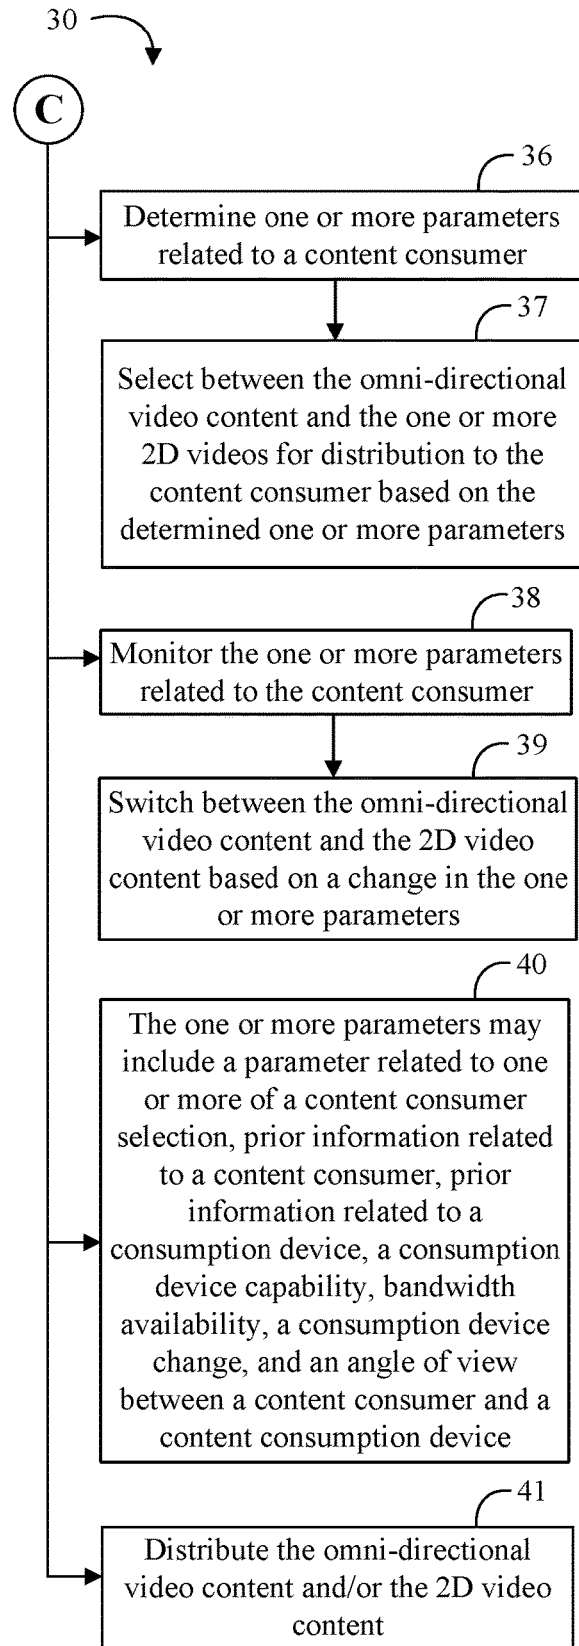 30
C
36
Determine one or more parameters
related to a content consumer
37
Select between the omni-directional
video content and the one or more
2D videos for distribution to the
content consumer based on the
determined one or more parameters
38
Monitor the one or more parameters
related to the content consumer
39
Switch between the omni-directional
video content and the 2D video
content based on a change in the one
or more parameters
40
The one or more parameters may
include a parameter related to one
or more of a content consumer
selection, prior information related
to a content consumer, prior
information related to a
consumption device, a consumption
device capability, bandwidth
availability, a consumption device
change, and an angle of view
between a content consumer and a
content consumption device
41
Distribute the omni-directional
video content and/or the 2D video
content